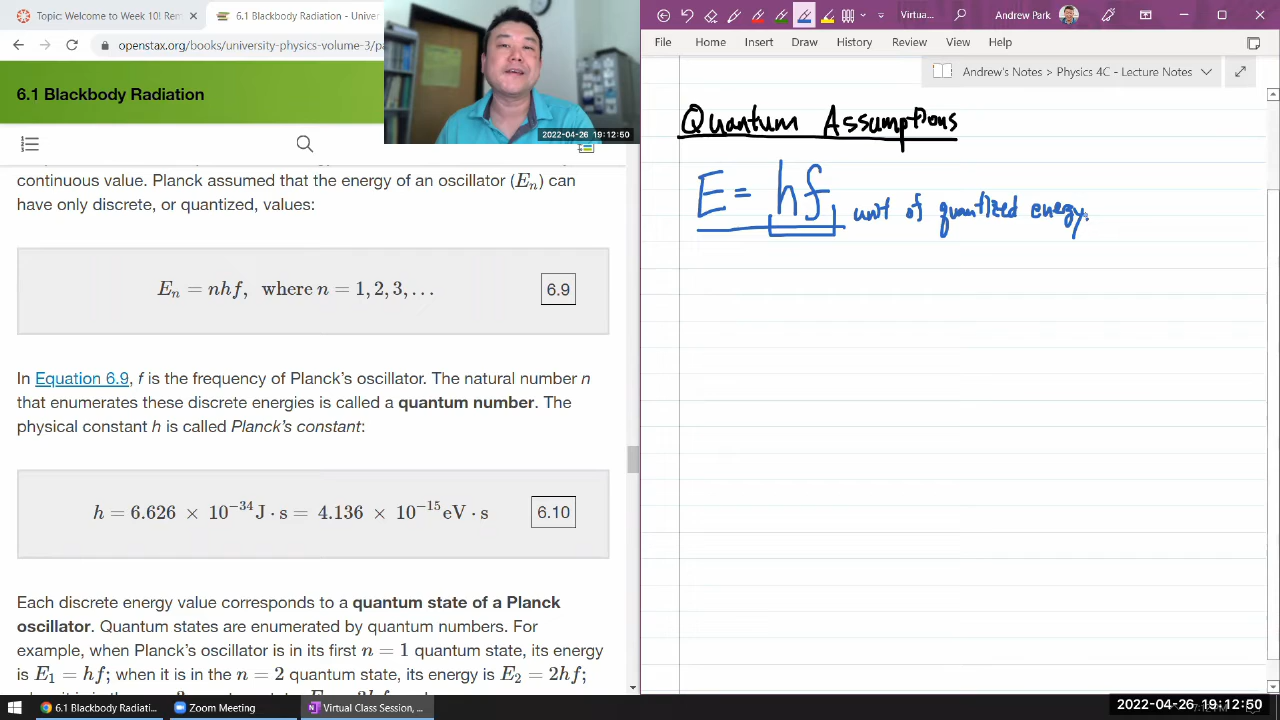 Topic Welcome to Week 10! Rem
6.1 Blackbody Radiation - Univer
openstax.org/books/university-physics-volume-3/pa
6.1 Blackbody Radiation
2022-04-26 19:12:50
continuous value. Planck assumed that the energy of an oscillator (Eₙ) can
have only discrete, or quantized, values:
Eₙ = nhf, where n = 1, 2, 3, . . . 6.9
In Equation 6.9, f is the frequency of Planck's oscillator. The natural number n
that enumerates these discrete energies is called a quantum number. The
physical constant h is called Planck's constant:
h = 6.626 × 10⁻³⁴ J · s = 4.136 × 10⁻¹⁵ eV · s 6.10
Each discrete energy value corresponds to a quantum state of a Planck
oscillator. Quantum states are enumerated by quantum numbers. For
example, when Planck's oscillator is in its first n = 1 quantum state, its energy
is E₁ = hf; when it is in the n = 2 quantum state, its energy is E₂ = 2hf;
Virtua... Andrew Park
File Home Insert Draw History Review View Help
Andrew's Notes > Physics 4C - Lecture Notes
Quantum Assumptions
E = hf unit of quantized energy.
6.1 Blackbody Radiati... Zoom Meeting Virtual Class Session, ...
2022-04-26 19:12:50